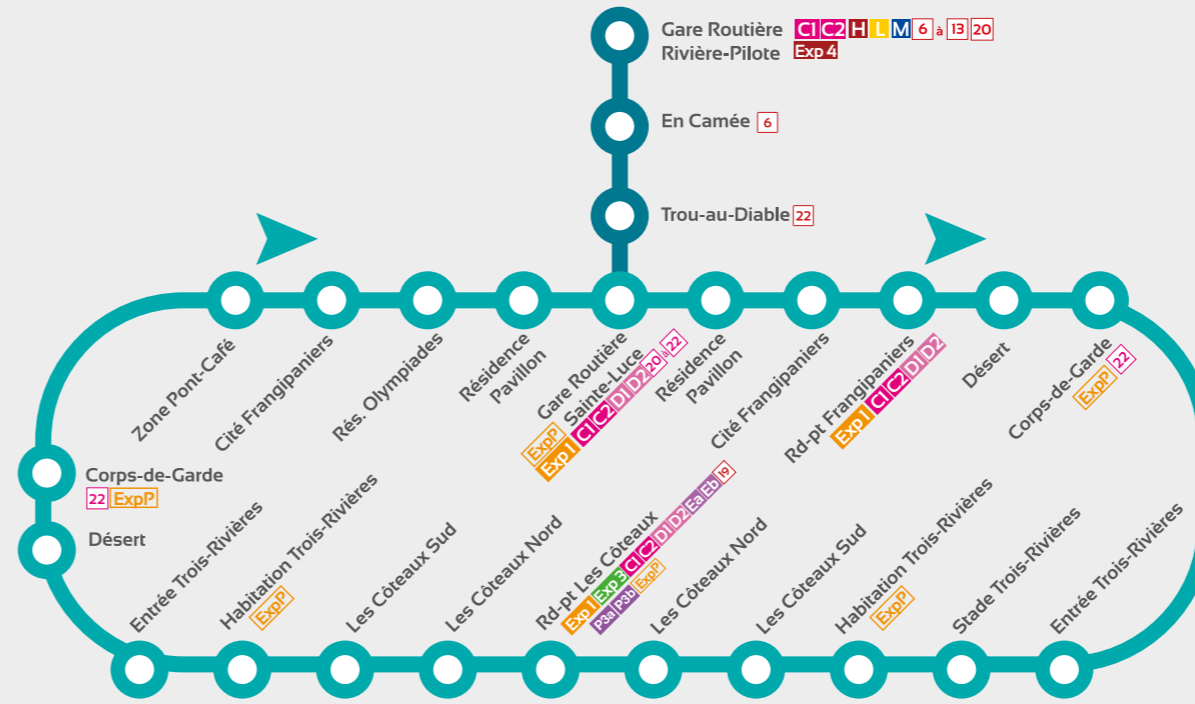 Gare Routière C1 C2 H L M 6 à 13 20
Rivière-Pilote Exp 4
En Camée 6
Trou-au-Diable 22
Zone Pont-Café
Cité Frangipaniers
Rés. Olympiades
Résidence
Pavillon
Gare Routière
Sainte-Luce
ExpP
Exp 1 C1 C2 D1 D2 20 à 22
Résidence
Pavillon
Cité Frangipaniers
Rd-pt Frangipaniers
Exp 1 C1 C2 D1 D2
Désert
Corps-de-Garde
ExpP 22
Corps-de-Garde
22 ExpP
Désert
Entrée Trois-Rivières
Habitation Trois-Rivières
ExpP
Les Côteaux Sud
Les Côteaux Nord
Rd-pt Les Côteaux
Exp 1 Exp 3 C1 C2 D1 D2 Ea Eb 19
P3a P3b ExpP
Les Côteaux Nord
Les Côteaux Sud
Habitation Trois-Rivières
ExpP
Stade Trois-Rivières
Entrée Trois-Rivières